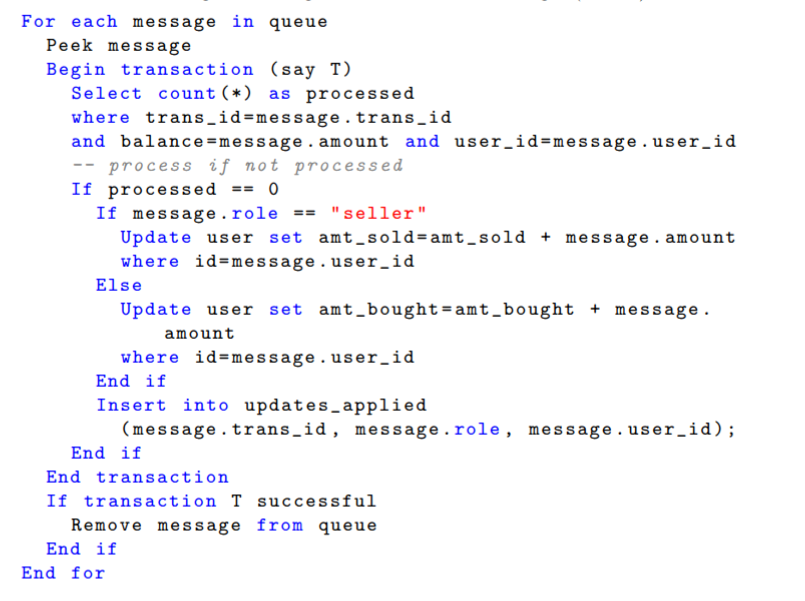 For each message in queue
Peek message
Begin transaction (say T)
Select count(*) as processed
where trans_id=message.trans_id
and balance=message.amount and user_id=message.user_id
-- process if not processed
If processed == 0
If message.role == "seller"
Update user set amt_sold=amt_sold + message.amount
where id=message.user_id
Else
Update user set amt_bought=amt_bought + message.
amount
where id=message.user_id
End if
Insert into updates_applied
(message.trans_id, message.role, message.user_id);
End if
End transaction
If transaction T successful
Remove message from queue
End if
End for